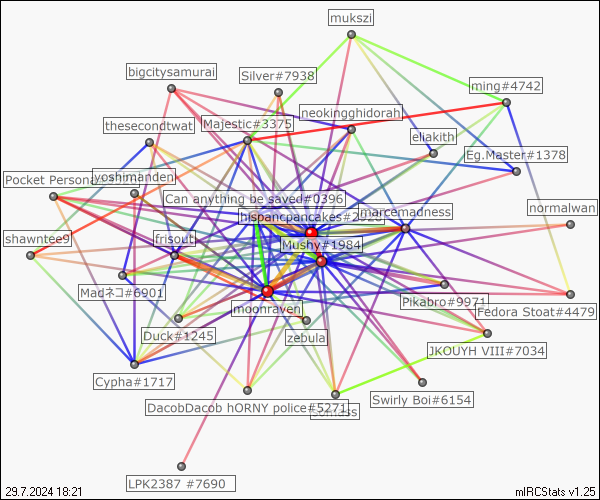 mukszi
bigcitysamurai
Silver#7938
ming#4742
neokingghidorah
thesecondtwat
Majestic#3375
eliakith
Eg.Master#1378
Pocket Persona
yoshimanden
Can anything be saved#0396
hispancpancakes#2
marcemadness
normalwan
shawntee9
frisouti
Mushy#1984
Madネコ#6901
Pikabro#9971
Fedora Stoat#4479
moonraven
Duck#1245
zebula
JKOUYH VIII#7034
Cypha#1717
DacobDacob hORNY police#5271
Swirly Boi#6154
LPK2387 #7690
29.7.2024 18:21
mIRCStats v1.25